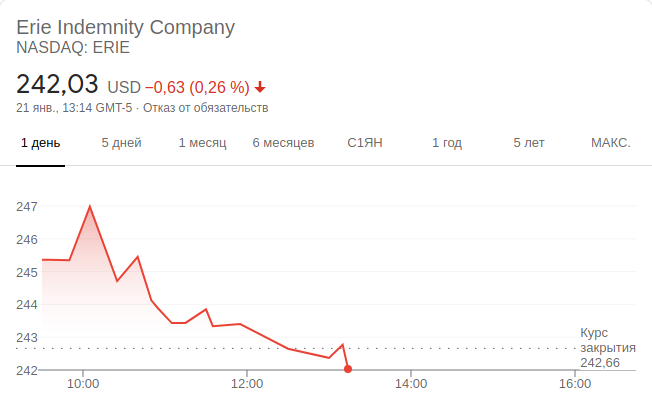 Erie Indemnity Company
NASDAQ: ERIE
242,03 USD −0,63 (0,26 %)
21 янв., 13:14 GMT-5 · Отказ от обязательств
1 день 5 дней 1 месяц 6 месяцев С1ЯН 1 год 5 лет МАКС.
247
246
245
244
243
242
Курс
закрытия
242,66
10:00 12:00 14:00 16:00